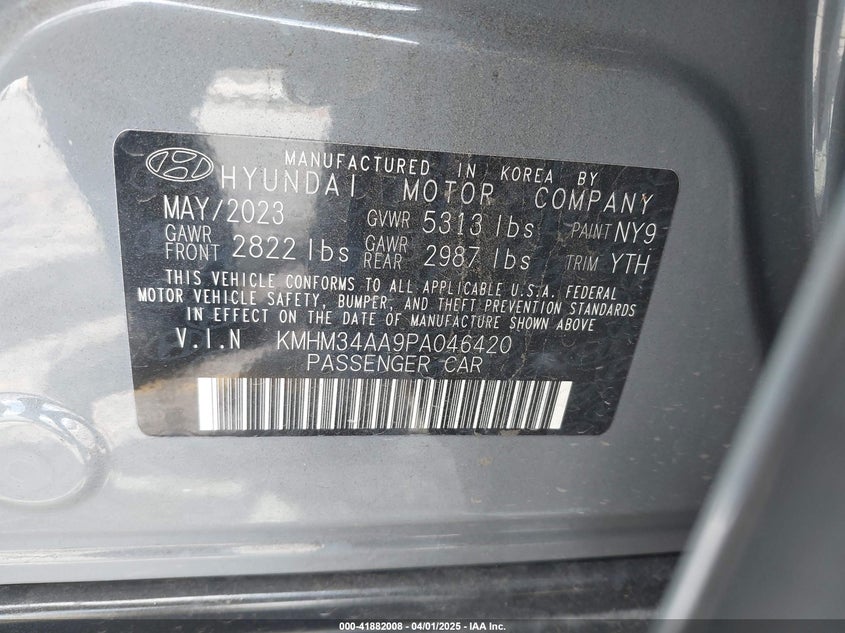 MANUFACTURED IN KOREA BY
HYUNDAI MOTOR COMPANY
MAY/2023 GVWR 5313 lbs PAINT NY9
GAWR FRONT 2822 lbs GAWR REAR 2987 lbs TRIM YTH
THIS VEHICLE CONFORMS TO ALL APPLICABLE U.S.A. FEDERAL
MOTOR VEHICLE SAFETY, BUMPER, AND THEFT PREVENTION STANDARDS
IN EFFECT ON THE DATE OF MANUFACTURE SHOWN ABOVE
V.I.N KMHM34AA9PA046420
PASSENGER CAR
000-41882008 - 04/01/2025 - IAA Inc.